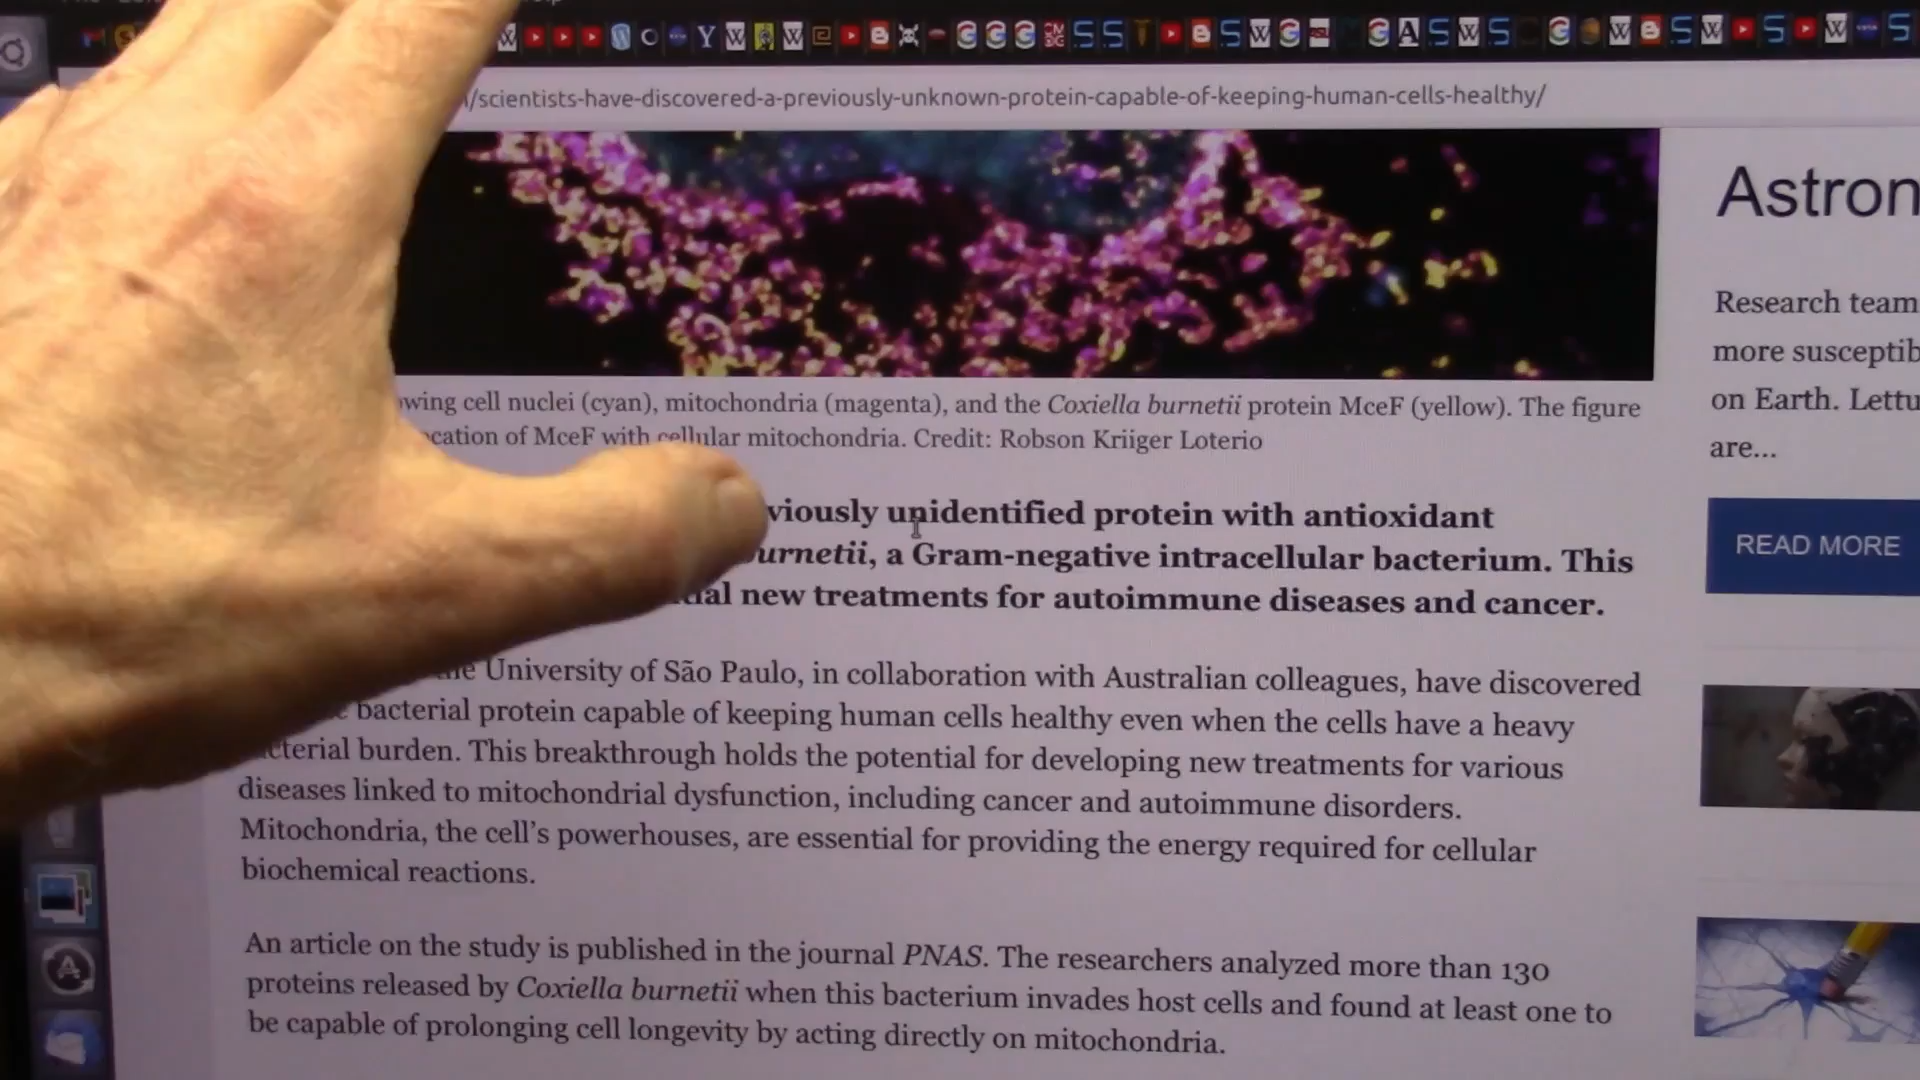 /scientists-have-discovered-a-previously-unknown-protein-capable-of-keeping-human-cells-healthy/
Astron
Research team
more susceptib
on Earth. Lettu
are...
READ MORE
wing cell nuclei (cyan), mitochondria (magenta), and the Coxiella burnetii protein MceF (yellow). The figure
cation of MceF with cellular mitochondria. Credit: Robson Kriiger Loterio
viously unidentified protein with antioxidant
urnetii, a Gram-negative intracellular bacterium. This
ial new treatments for autoimmune diseases and cancer.
University of São Paulo, in collaboration with Australian colleagues, have discovered
bacterial protein capable of keeping human cells healthy even when the cells have a heavy
cterial burden. This breakthrough holds the potential for developing new treatments for various
diseases linked to mitochondrial dysfunction, including cancer and autoimmune disorders.
Mitochondria, the cell's powerhouses, are essential for providing the energy required for cellular
biochemical reactions.
An article on the study is published in the journal PNAS. The researchers analyzed more than 130
proteins released by Coxiella burnetii when this bacterium invades host cells and found at least one to
be capable of prolonging cell longevity by acting directly on mitochondria.